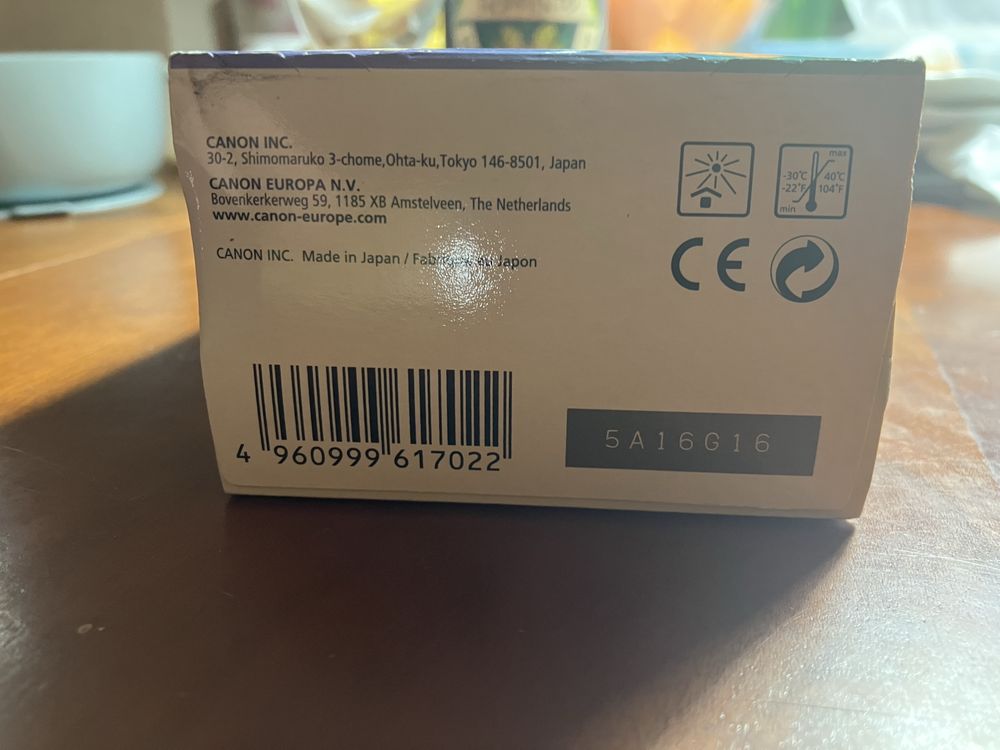 CANON INC.
30-2, Shimomaruko 3-chome,Ohta-ku,Tokyo 146-8501, Japan
CANON EUROPA N.V.
Bovenkerkerweg 59, 1185 XB Amstelveen, The Netherlands
www.canon-europe.com
CANON INC. Made in Japan / au Japon
max
-30℃ 40℃
-22℉ 104℉
min
CE
4 960999 617022
5A16G16